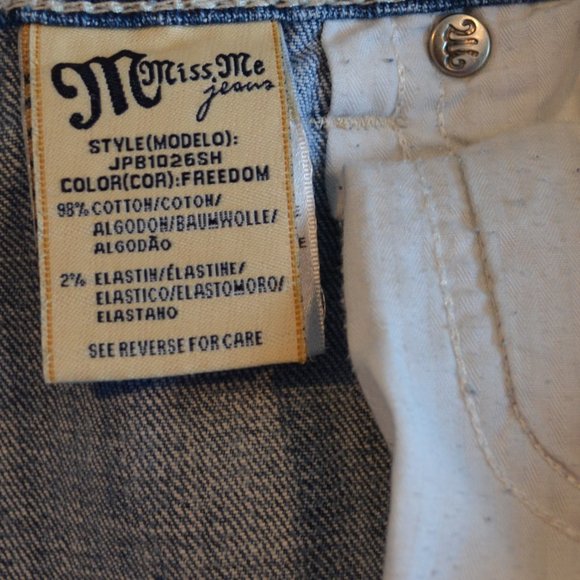 M Miss Me
jeans
STYLE(MODELO):
JPB1026SH
COLOR(COR):FREEDOM
98% COTTON/COTON/
ALGODON/BAUMWOLLE/
ALGODÃO
2% ELASTIN/ÉLASTINE/
ELASTICO/ELASTOMORO/
ELASTANO
SEE REVERSE FOR CARE
M